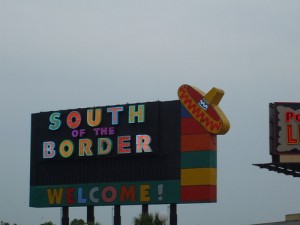 SOUTH
OF THE
BORDER
WELCOME!